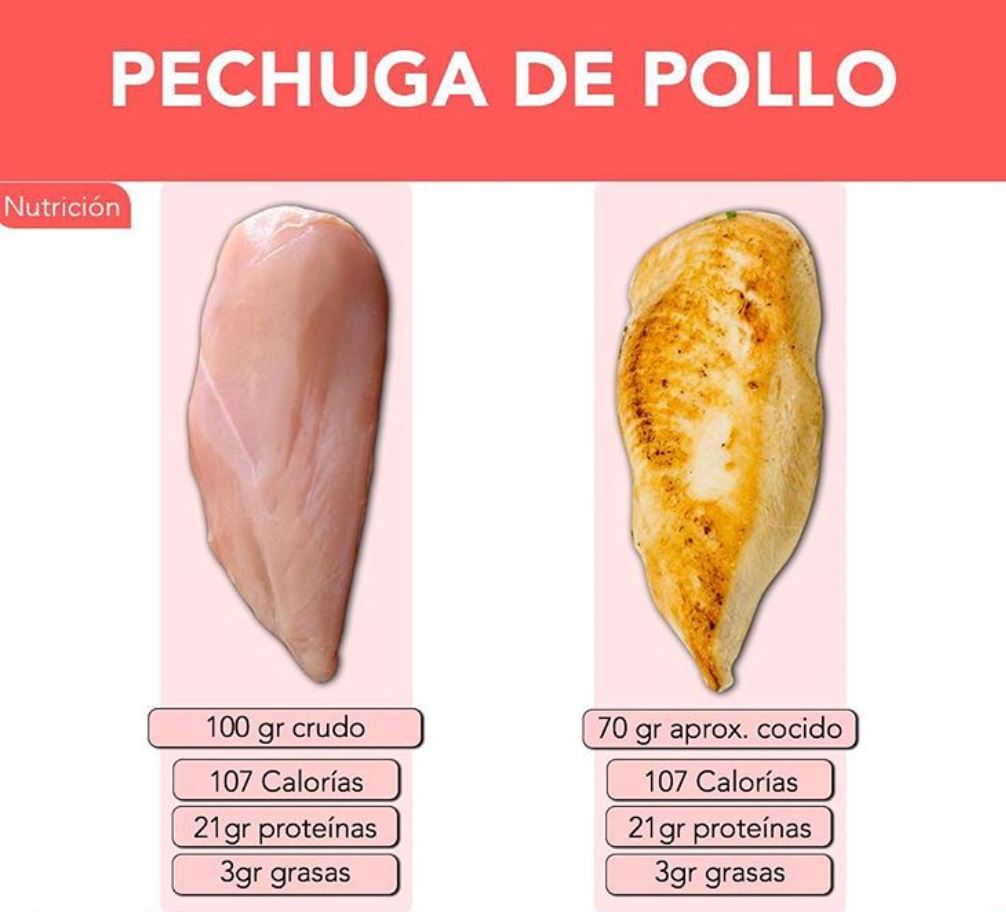 PECHUGA DE POLLO
Nutrición
100 gr crudo
107 Calorías
21gr proteínas
3gr grasas
70 gr aprox. cocido
107 Calorías
21gr proteínas
3gr grasas